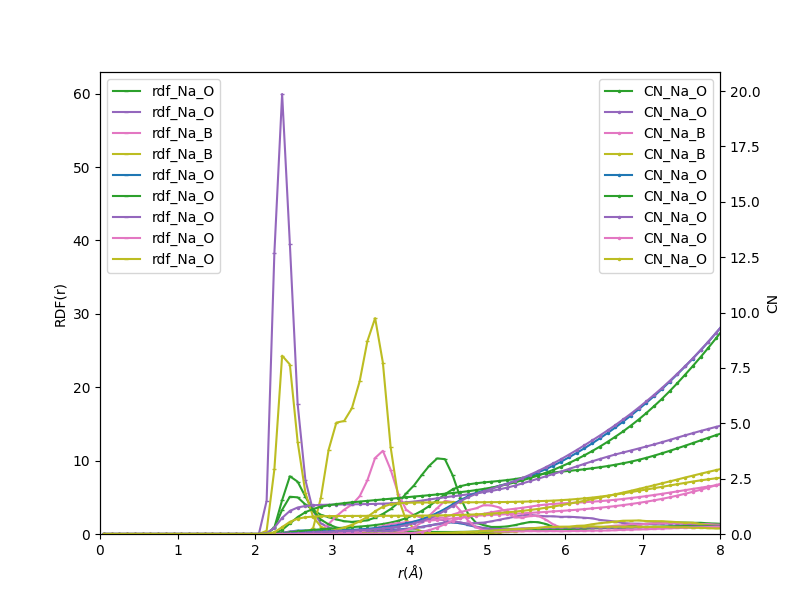 rdf_Na_O
rdf_Na_O
rdf_Na_B
rdf_Na_B
rdf_Na_O
rdf_Na_O
rdf_Na_O
rdf_Na_O
rdf_Na_O
CN_Na_O
CN_Na_O
CN_Na_B
CN_Na_B
CN_Na_O
CN_Na_O
CN_Na_O
CN_Na_O
CN_Na_O
60
50
40
30
20
10
0
RDF(r)
20.0
17.5
15.0
12.5
10.0
7.5
5.0
2.5
0.0
CN
0 1 2 3 4 5 6 7 8
r(Å)